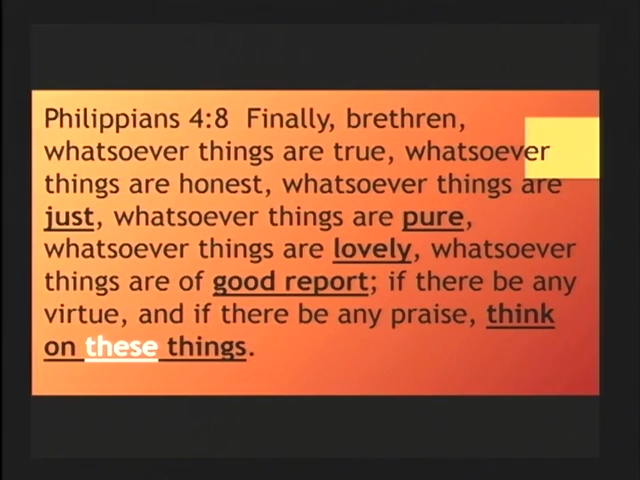 Philippians 4:8 Finally, brethren,
whatsoever things are true, whatsoever
things are honest, whatsoever things are
just, whatsoever things are pure,
whatsoever things are lovely, whatsoever
things are of good report; if there be any
virtue, and if there be any praise, think
on these things.